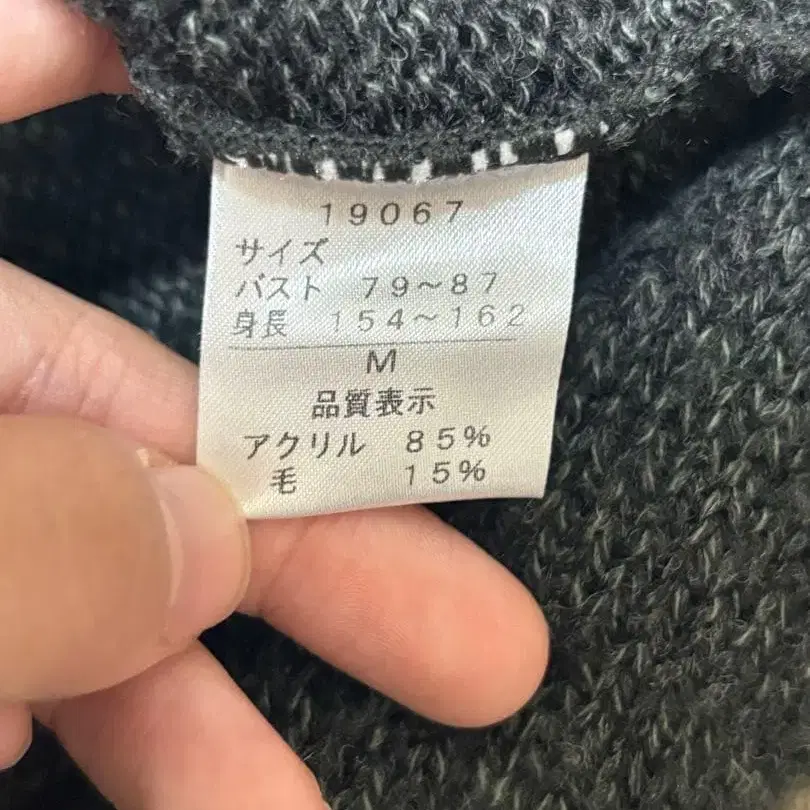 19067
サイズ
バスト 79～87
身長 154～162
M
品質表示
アクリル 85%
毛 15%